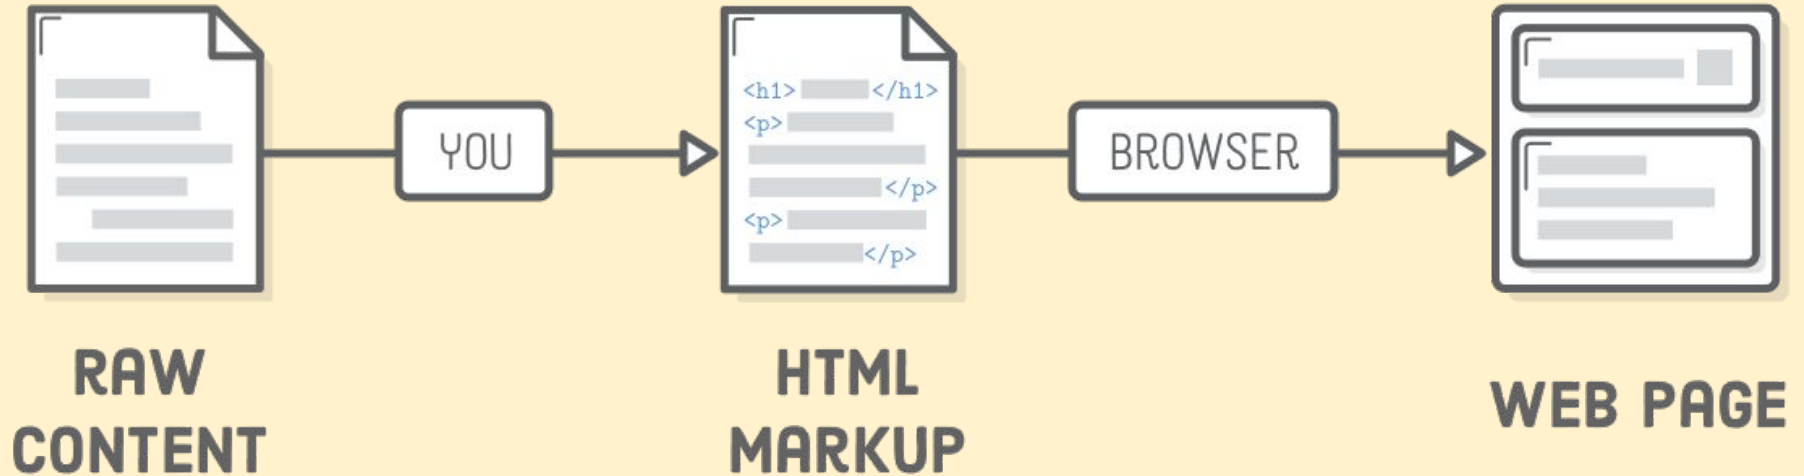 <h1> </h1>
<p>
</p>
<p>
</p>
YOU
BROWSER
RAW
CONTENT
HTML
MARKUP
WEB PAGE